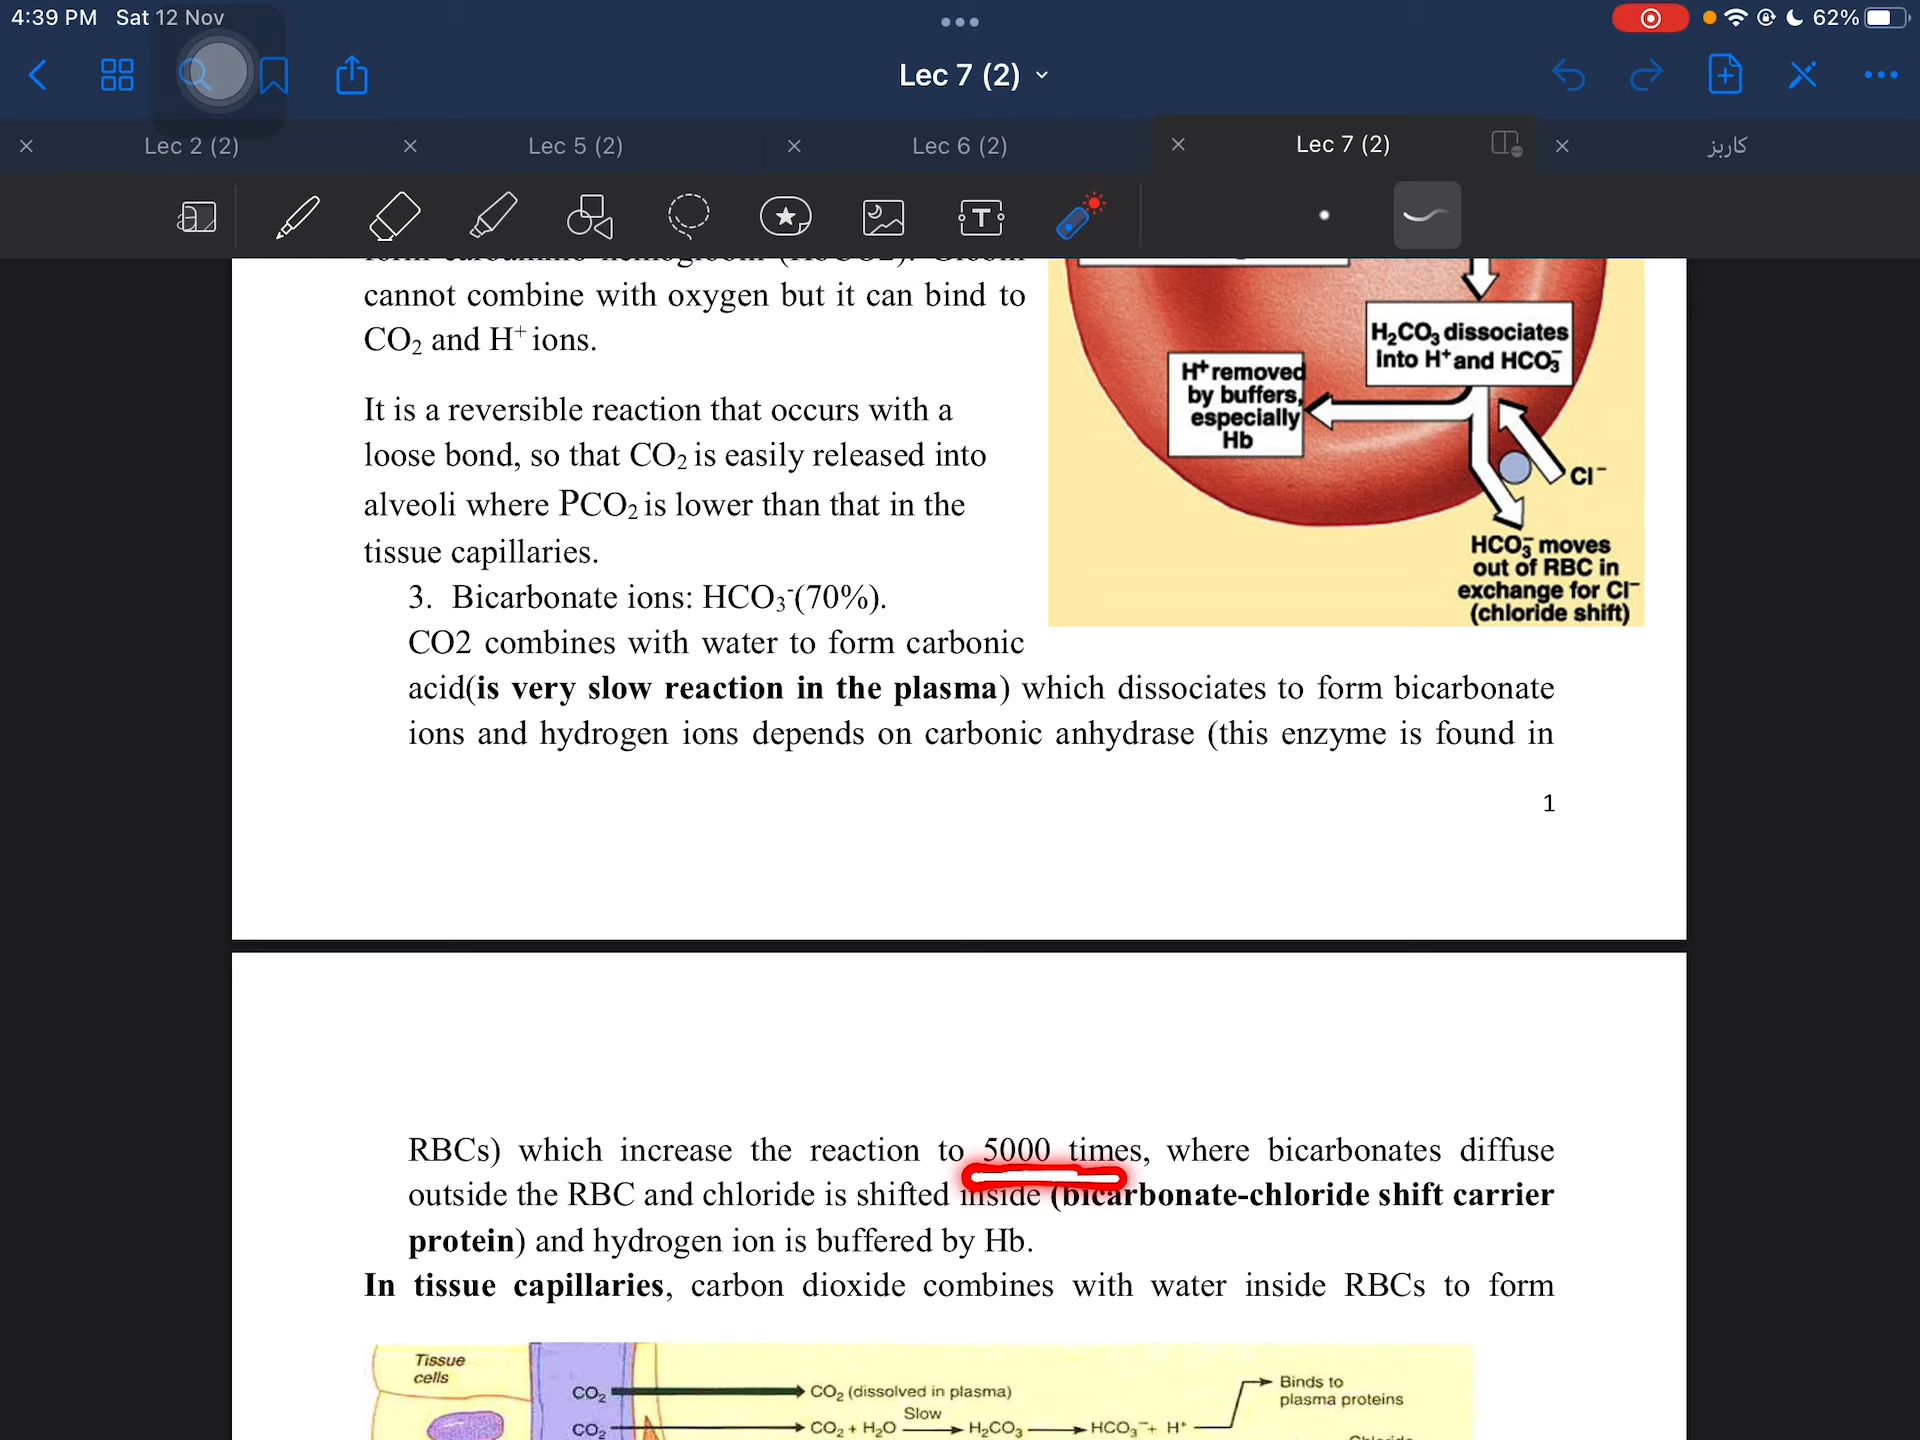 4:39 PM Sat 12 Nov
62%
Lec 7 (2)
Lec 2 (2)
Lec 5 (2)
Lec 6 (2)
Lec 7 (2)
كاربز
cannot combine with oxygen but it can bind to
CO₂ and H⁺ ions.
It is a reversible reaction that occurs with a
loose bond, so that CO₂ is easily released into
alveoli where PCO₂ is lower than that in the
tissue capillaries.
3. Bicarbonate ions: HCO₃⁻(70%).
CO2 combines with water to form carbonic
acid(is very slow reaction in the plasma) which dissociates to form bicarbonate
ions and hydrogen ions depends on carbonic anhydrase (this enzyme is found in
H₂CO₃ dissociates
into H⁺ and HCO₃⁻
H⁺ removed
by buffers,
especially
Hb
Cl⁻
HCO₃⁻ moves
out of RBC in
exchange for Cl⁻
(chloride shift)
1
RBCs) which increase the reaction to 5000 times, where bicarbonates diffuse
outside the RBC and chloride is shifted inside (bicarbonate-chloride shift carrier
protein) and hydrogen ion is buffered by Hb.
In tissue capillaries, carbon dioxide combines with water inside RBCs to form
Tissue
cells
CO₂
CO₂ (dissolved in plasma)
Binds to
plasma proteins
Slow
CO₂
CO₂ + H₂O
H₂CO₃
HCO₃⁻ + H⁺